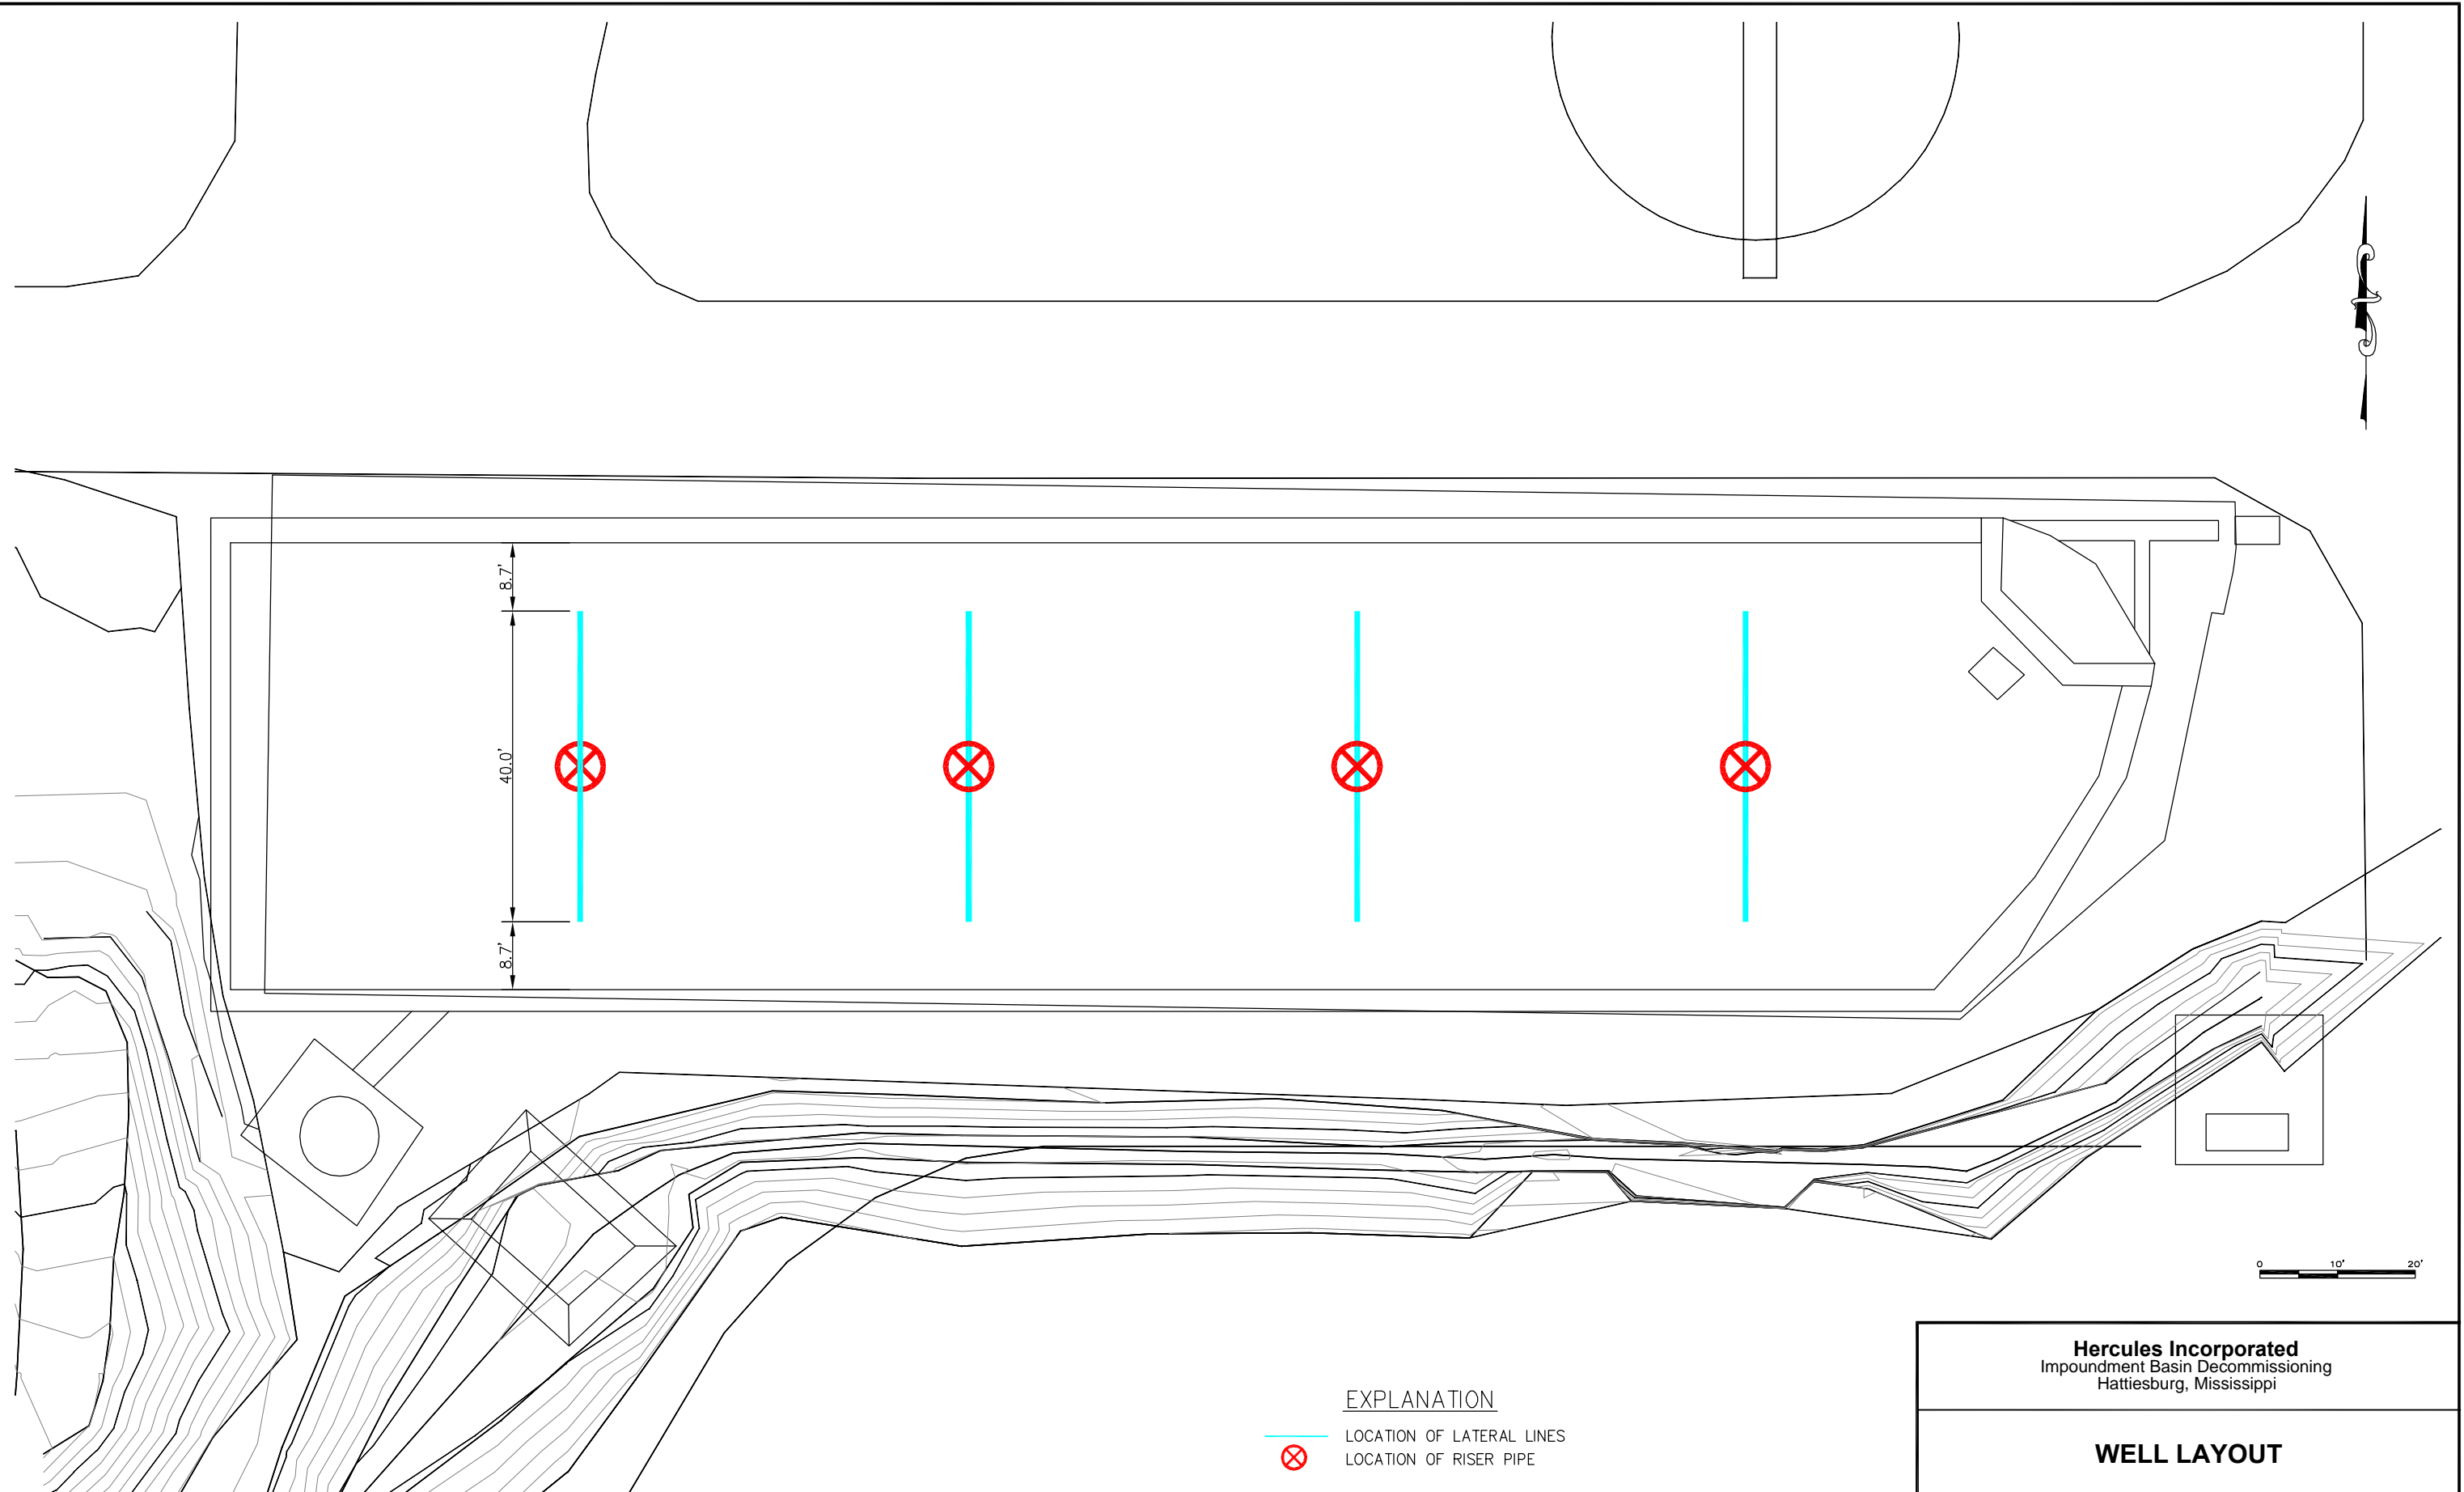 8.7'
40.0'
8.7'
0 10' 20'
Hercules Incorporated
Impoundment Basin Decommissioning
Hattiesburg, Mississippi
WELL LAYOUT
EXPLANATION
LOCATION OF LATERAL LINES
LOCATION OF RISER PIPE